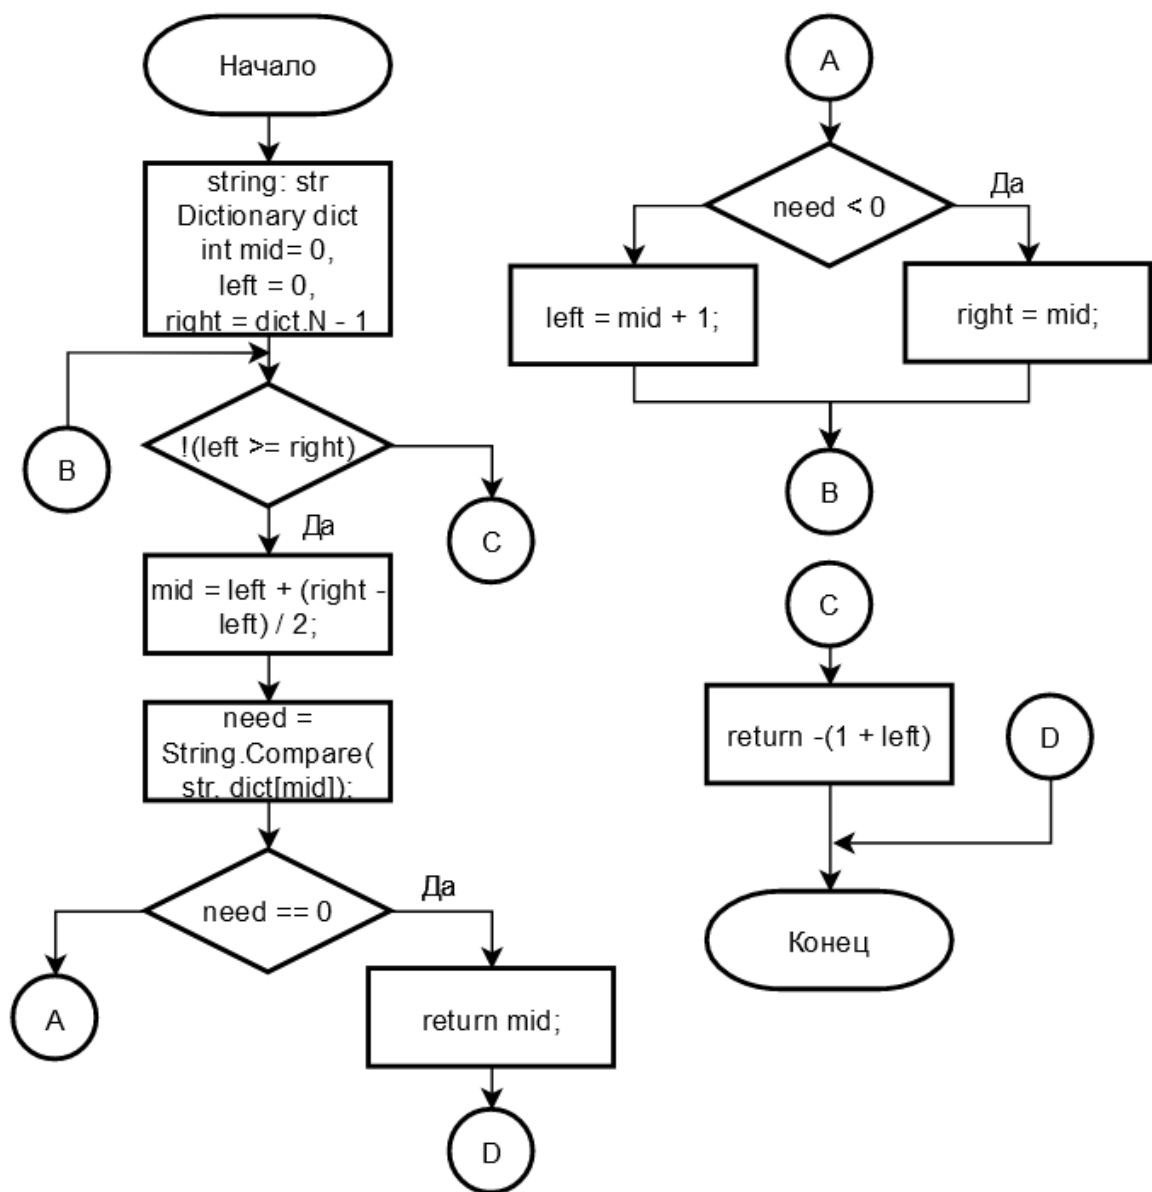 Начало
string: str
Dictionary dict
int mid= 0,
left = 0,
right = dict.N - 1
B
!(left >= right)
C
Да
mid = left + (right -
left) / 2;
need =
String.Compare(
str, dict[mid]);
need == 0
Да
A
return mid;
D
A
need < 0
Да
left = mid + 1;
right = mid;
B
C
return -(1 + left)
D
Конец